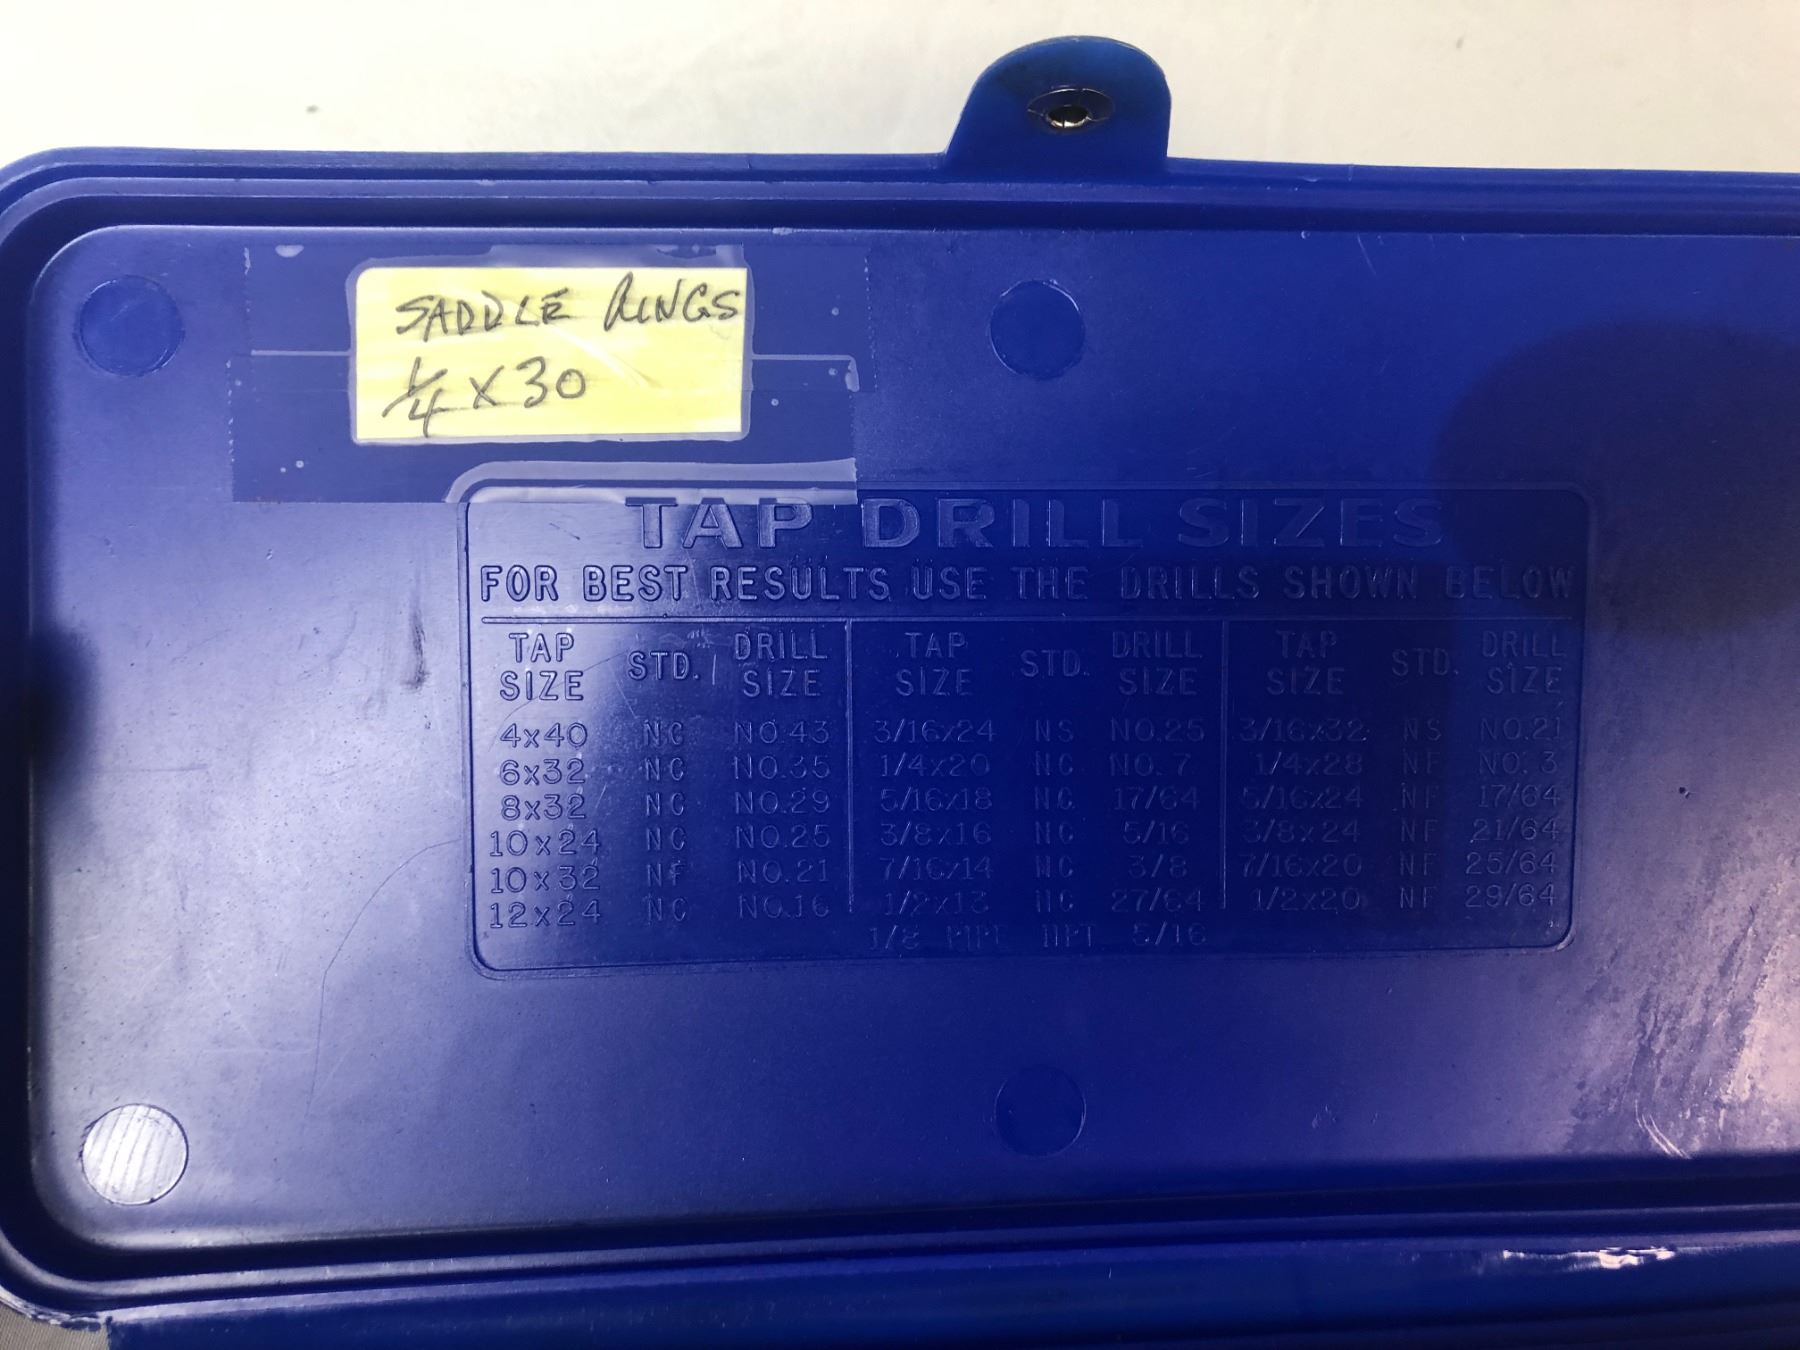 SADDLE RINGS
1/4 x 30
TAP DRILL SIZES
FOR BEST RESULTS USE THE DRILLS SHOWN BELOW
TAP SIZE STD. DRILL SIZE TAP SIZE STD. DRILL SIZE TAP SIZE STD. DRILL SIZE
4x40 NC NO.43 3/16x24 NS NO.25 3/16x32 NS NO.21
6x32 NC NO.35 1/4x20 NC NO.7 1/4x28 NF NO.3
8x32 NC NO.29 5/16x18 NC 17/64 5/16x24 NF 17/64
10x24 NC NO.25 3/8x16 NC 5/16 3/8x24 NF 21/64
10x32 NF NO.21 7/16x14 NC 3/8 7/16x20 NF 25/64
12x24 NC NO.16 1/2x13 NC 27/64 1/2x20 NF 29/64
1/8 PIPE NPT 5/16